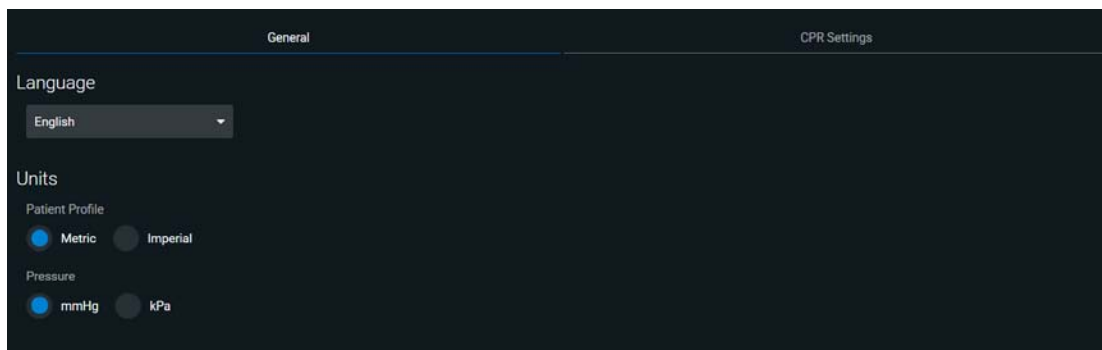 General CPR Settings
Language
English
Units
Patient Profile
Metric Imperial
Pressure
mmHg kPa